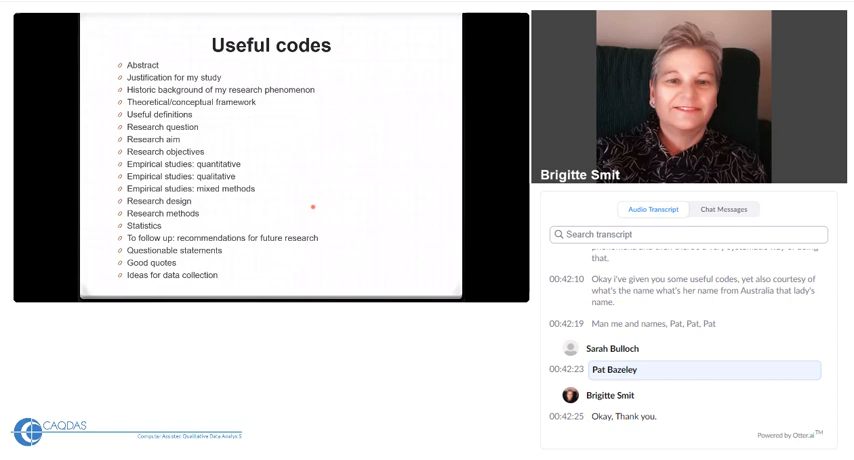 Useful codes
Abstract
Justification for my study
Historic background of my research phenomenon
Theoretical/conceptual framework
Useful definitions
Research question
Research aim
Research objectives
Empirical studies: quantitative
Empirical studies: qualitative
Empirical studies: mixed methods
Research design
Research methods
Statistics
To follow up: recommendations for future research
Questionable statements
Good quotes
Ideas for data collection
Brigitte Smit
Audio Transcript
Chat Messages
Search transcript
that.
00:42:10 Okay i've given you some useful codes, yet also courtesy of
what's the name what's her name from Australia that lady's
name.
00:42:19 Man me and names, Pat, Pat, Pat
Sarah Bulloch
00:42:23 Pat Bazeley
Brigitte Smit
00:42:25 Okay, Thank you.
Powered by Otter.ai TM
CAQDAS
Computer Assisted Qualitative Data Analys S